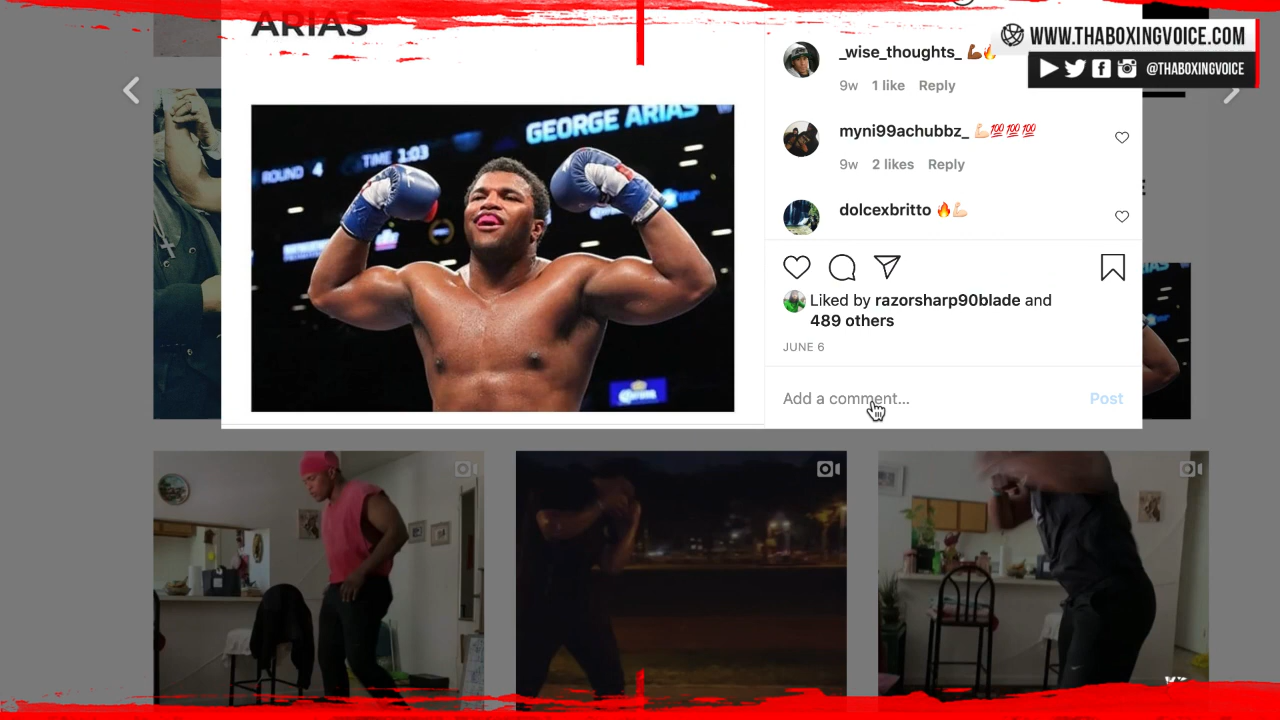 ARIAS
GEORGE ARIAS
ROUND 4
TIME 1:03
_wise_thoughts_ 💪🏾🔥
9w 1 like Reply
myni99achubbz_ 💪🏻💯💯💯
9w 2 likes Reply
dolcexbritto 🔥💪🏻
Liked by razorsharp90blade and
489 others
JUNE 6
Add a comment...
Post
WWW.THABOXINGVOICE.COM
@THABOXINGVOICE